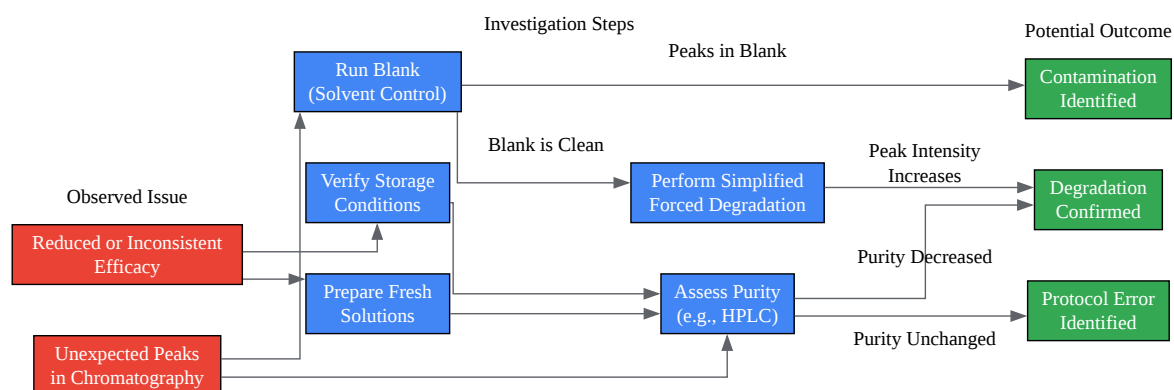 Investigation Steps
Potential Outcome
Peaks in Blank
Run Blank
(Solvent Control)
Contamination
Identified
Blank is Clean
Peak Intensity
Increases
Verify Storage
Conditions
Perform Simplified
Forced Degradation
Degradation
Confirmed
Observed Issue
Reduced or Inconsistent
Efficacy
Purity Decreased
Prepare Fresh
Solutions
Assess Purity
(e.g., HPLC)
Protocol Error
Identified
Purity Unchanged
Unexpected Peaks
in Chromatography